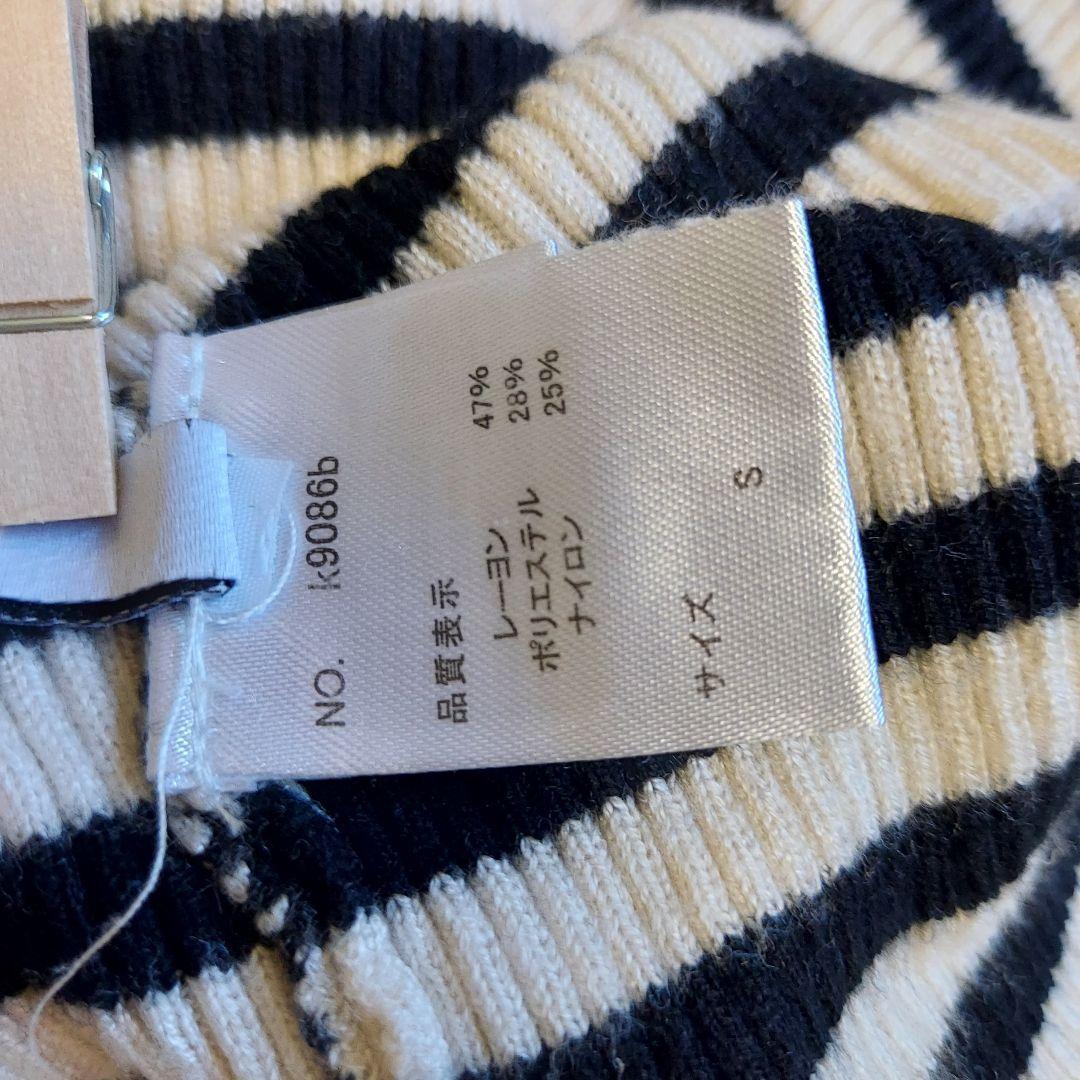 NO. k9086b
品質表示
レーヨン 47%
ポリエステル 28%
ナイロン 25%
サイズ S